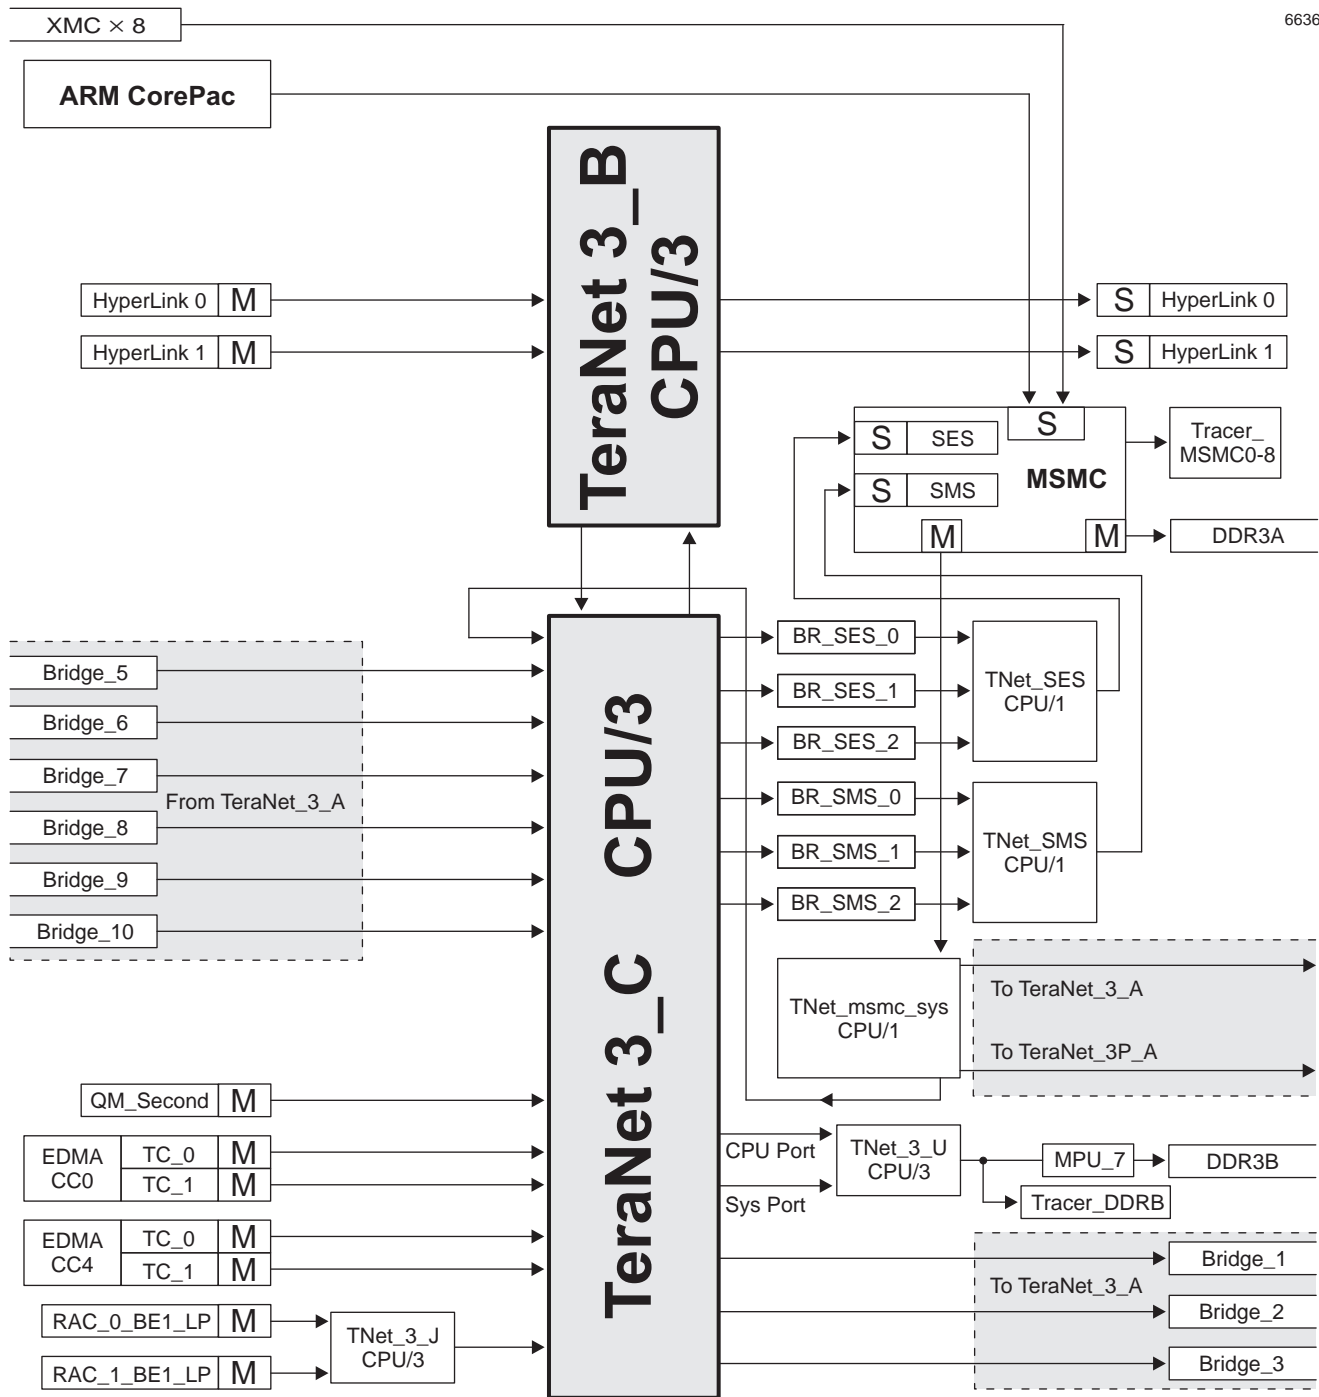 6636
XMC × 8
ARM CorePac
TeraNet 3_B
CPU/3
HyperLink 0 M
S HyperLink 0
HyperLink 1 M
S HyperLink 1
S
S SES
Tracer_
MSMC0-8
MSMC
S SMS
M
M
DDR3A
TeraNet 3_C CPU/3
BR_SES_0
Bridge_5
BR_SES_1
TNet_SES
CPU/1
Bridge_6
BR_SES_2
Bridge_7
From TeraNet_3_A
BR_SMS_0
Bridge_8
BR_SMS_1
TNet_SMS
CPU/1
Bridge_9
BR_SMS_2
Bridge_10
TNet_msmc_sys
CPU/1
To TeraNet_3_A
To TeraNet_3P_A
QM_Second M
EDMA
CC0
TC_0 M
TC_1 M
CPU Port
Sys Port
TNet_3_U
CPU/3
MPU_7
DDR3B
Tracer_DDRB
EDMA
CC4
TC_0 M
TC_1 M
To TeraNet_3_A
Bridge_1
Bridge_2
Bridge_3
RAC_0_BE1_LP M
RAC_1_BE1_LP M
TNet_3_J
CPU/3